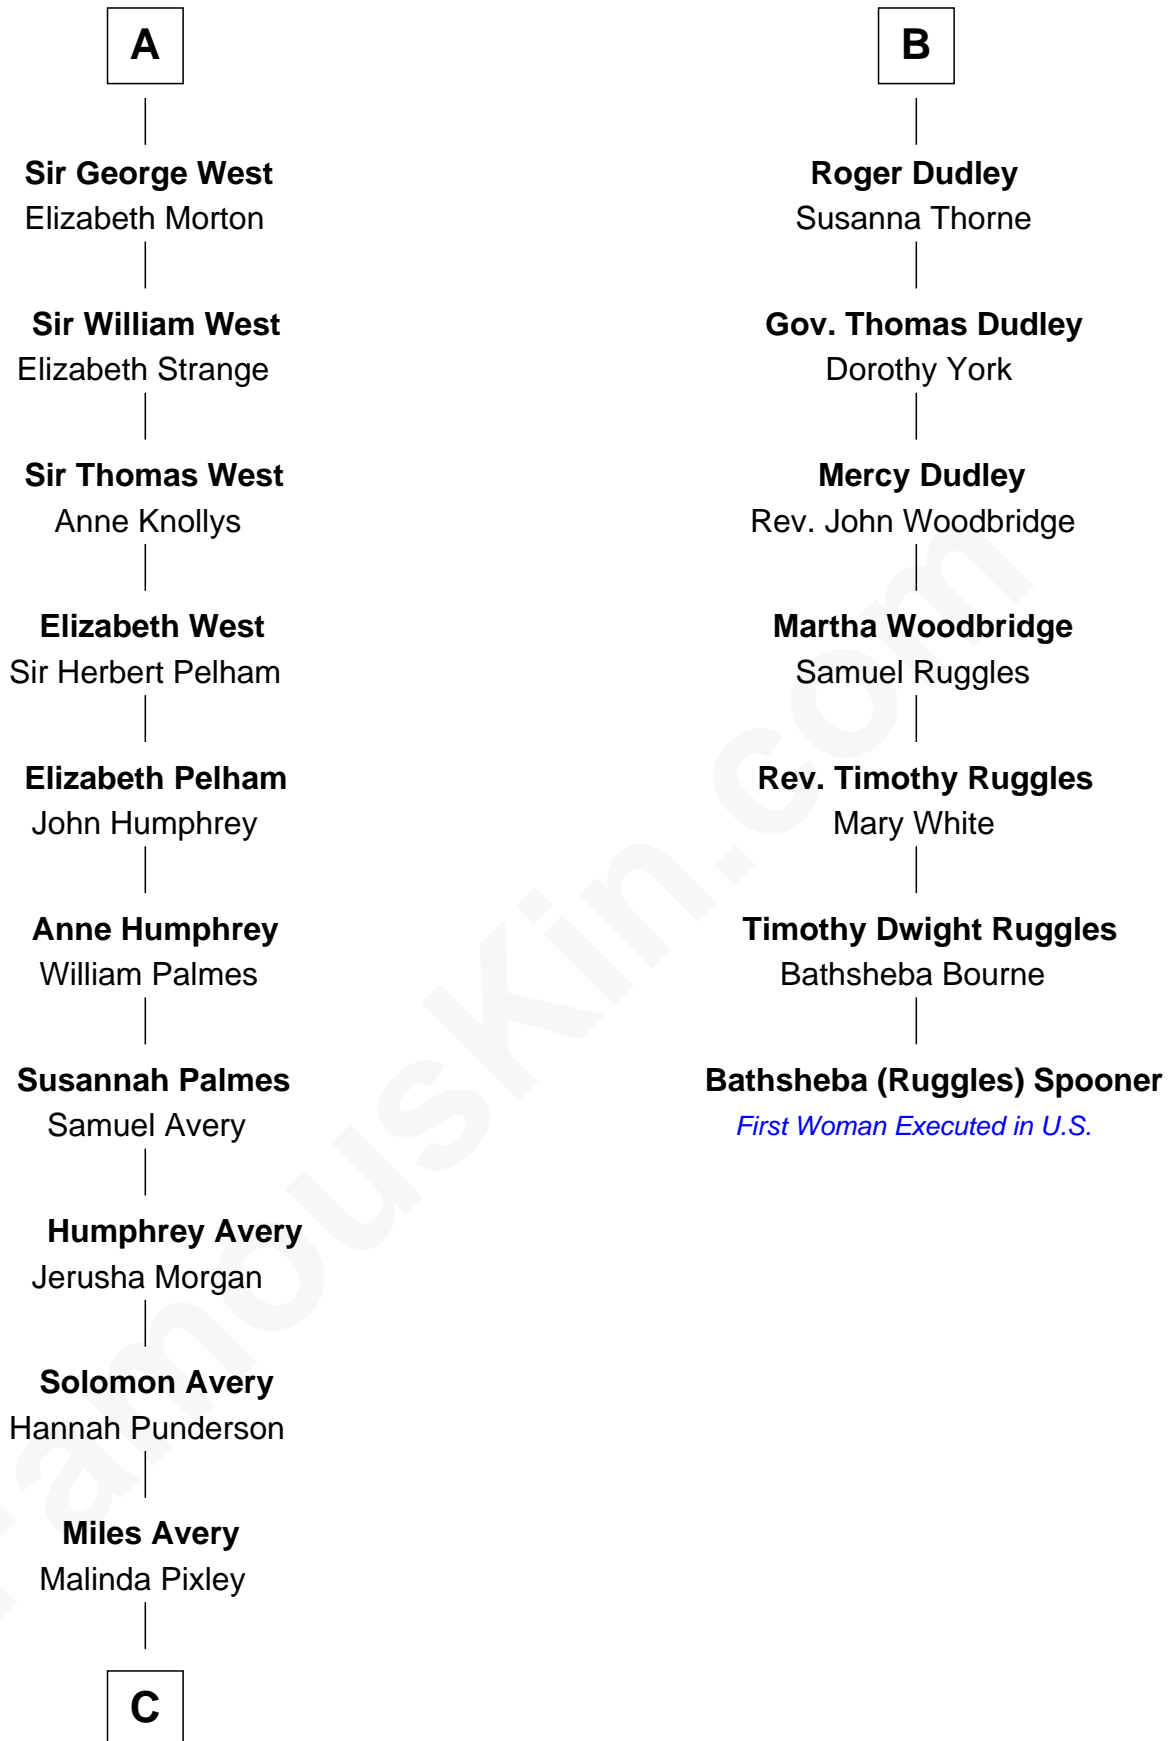 A
Sir George West
Elizabeth Morton
Sir William West
Elizabeth Strange
Sir Thomas West
Anne Knollys
Elizabeth West
Sir Herbert Pelham
Elizabeth Pelham
John Humphrey
Anne Humphrey
William Palmes
Susannah Palmes
Samuel Avery
Humphrey Avery
Jerusha Morgan
Solomon Avery
Hannah Punderson
Miles Avery
Malinda Pixley
C
B
Roger Dudley
Susanna Thorne
Gov. Thomas Dudley
Dorothy York
Mercy Dudley
Rev. John Woodbridge
Martha Woodbridge
Samuel Ruggles
Rev. Timothy Ruggles
Mary White
Timothy Dwight Ruggles
Bathsheba Bourne
Bathsheba (Ruggles) Spooner
First Woman Executed in U.S.
FamousKin.com